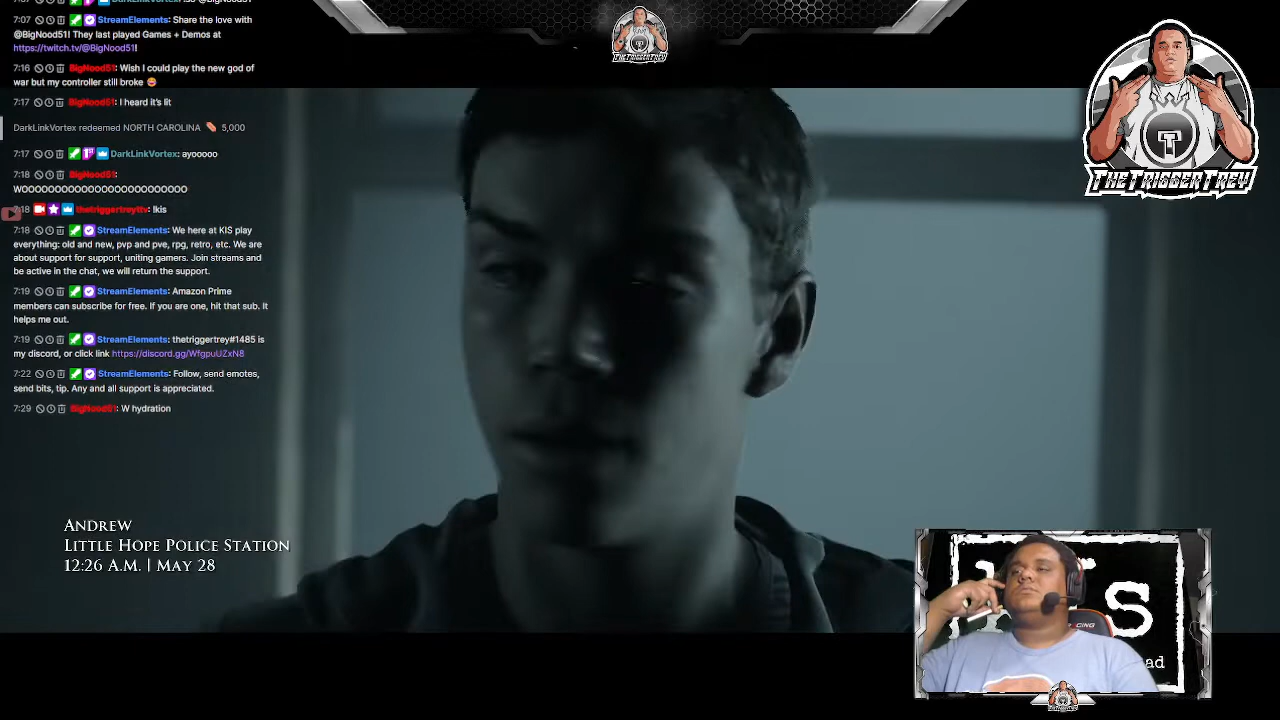 7:07 StreamElements: Share the love with
@BigNood51! They last played Games + Demos at
https://twitch.tv/@BigNood51!
7:16 BigNood51: Wish I could play the new god of
war but my controller still broke
7:17 BigNood51: I heard it's lit
DarkLinkVortex redeemed NORTH CAROLINA 5,000
7:17 DarkLinkVortex: ayooooo
7:18 BigNood51:
WOOOOOOOOOOOOOOOOOOOOOOOO
7:18 thetriggertreyttv: !kis
7:18 StreamElements: We here at KIS play
everything: old and new, pvp and pve, rpg, retro, etc. We are
about support for support, uniting gamers. Join streams and
be active in the chat, we will return the support.
7:19 StreamElements: Amazon Prime
members can subscribe for free. If you are one, hit that sub. It
helps me out.
7:19 StreamElements: thetriggertrey#1485 is
my discord, or click link https://discord.gg/WfgpuUZxN8
7:22 StreamElements: Follow, send emotes,
send bits, tip. Any and all support is appreciated.
7:29 BigNood51: W hydration
THETRIGGERTREY
T
THETRIGGERTREY
Andrew
Little Hope Police Station
12:26 A.M. | May 28
S
RACING
ad